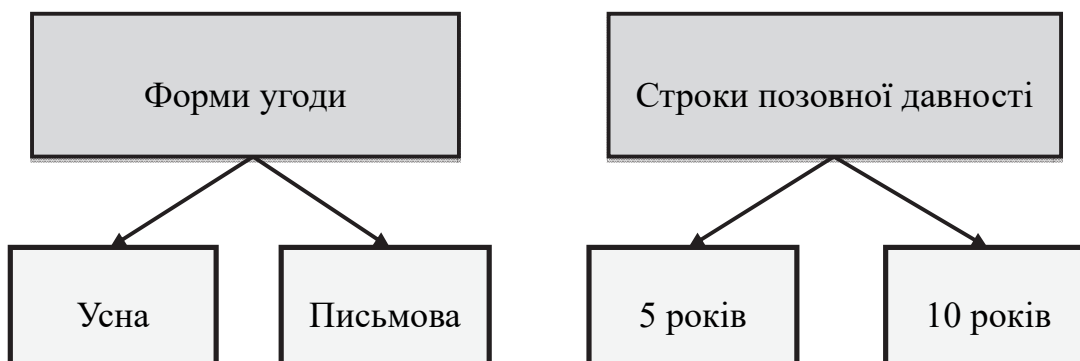 Форми угоди
Строки позовної давності
Усна
Письмова
5 років
10 років